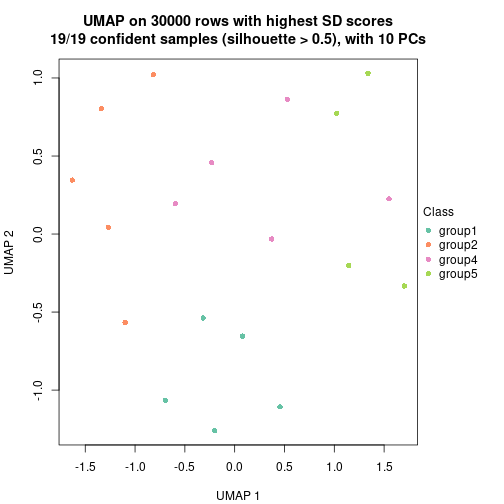 UMAP on 30000 rows with highest SD scores
19/19 confident samples (silhouette > 0.5), with 10 PCs
UMAP 2
1.0
0.5
0.0
-0.5
-1.0
-1.5
-1.0
-0.5
0.0
0.5
1.0
1.5
UMAP 1
Class
group1
group2
group4
group5